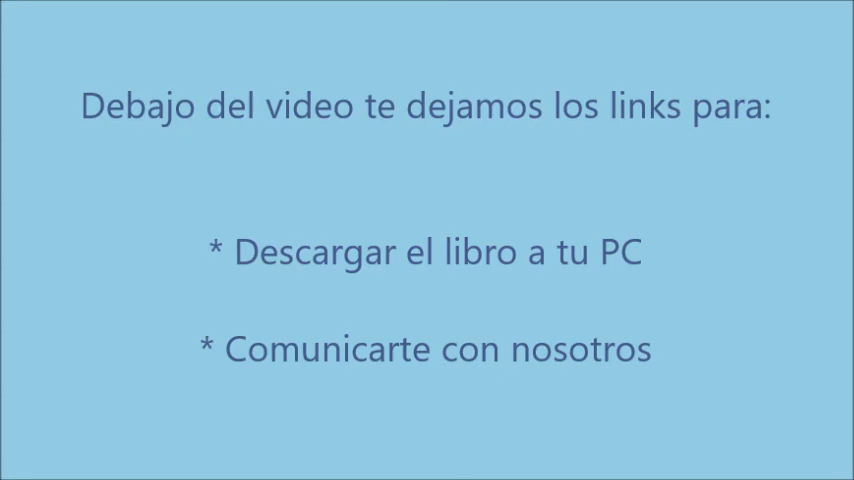 Debajo del video te dejamos los links para:
* Descargar el libro a tu PC
* Comunicarte con nosotros